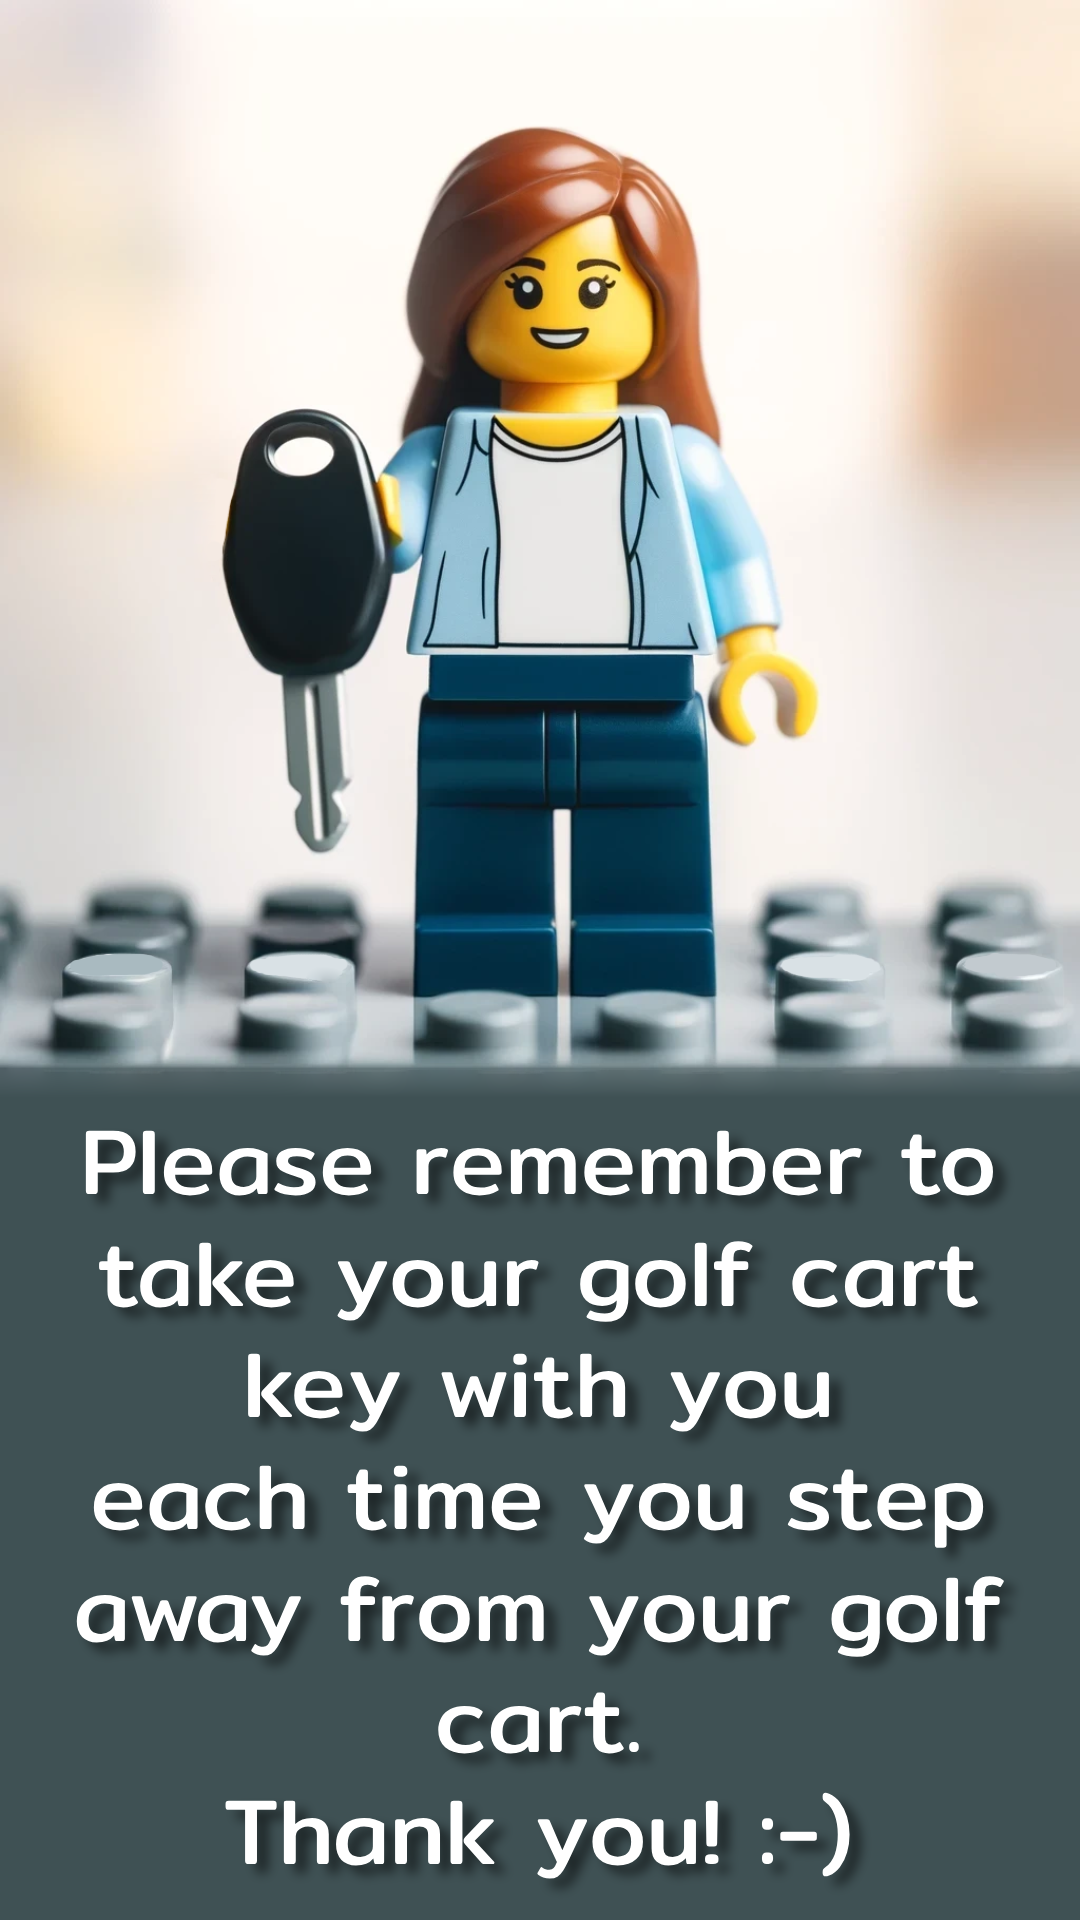 Please remember to
take your golf cart
key with you
each time you step
away from your golf
cart.
Thank you! :-)